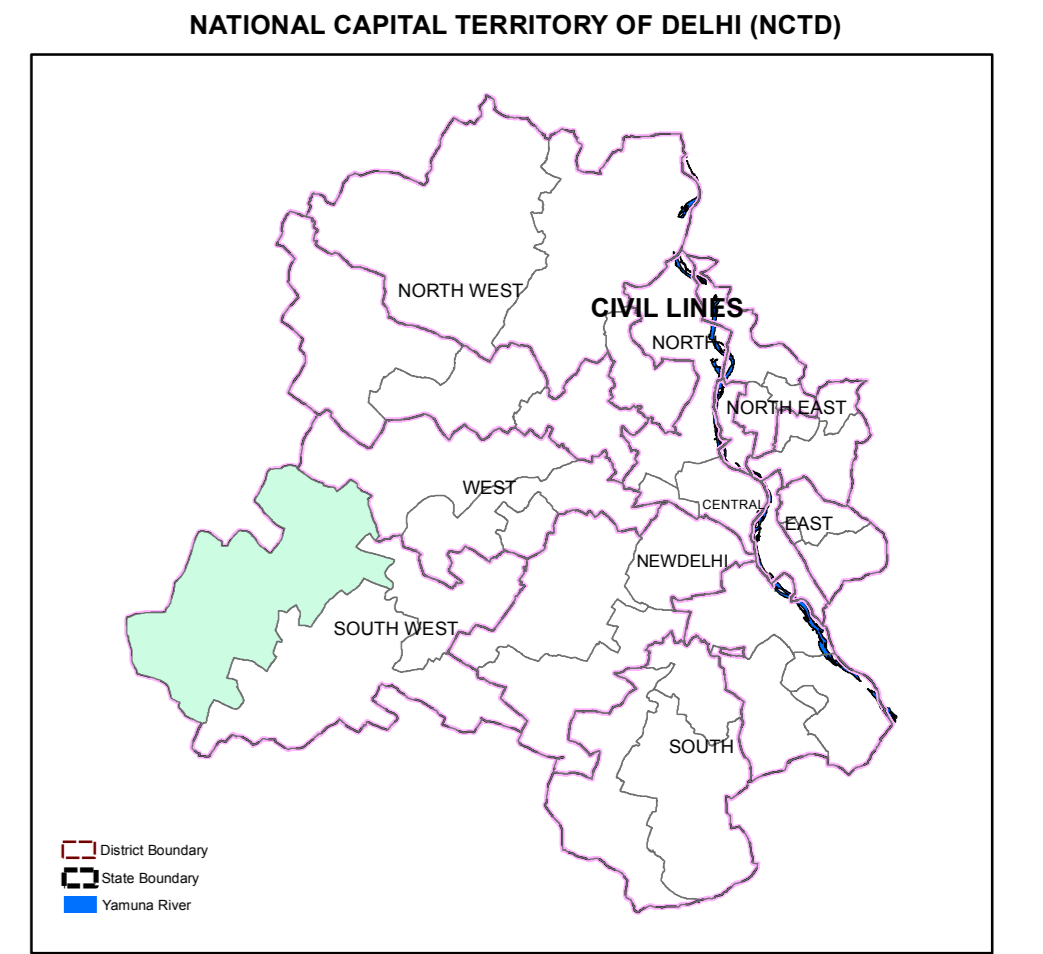 NATIONAL CAPITAL TERRITORY OF DELHI (NCTD)
NORTH WEST
CIVIL LINES
NORTH
NORTH EAST
WEST
CENTRAL
EAST
NEWDELHI
SOUTH WEST
SOUTH
District Boundary
State Boundary
Yamuna River